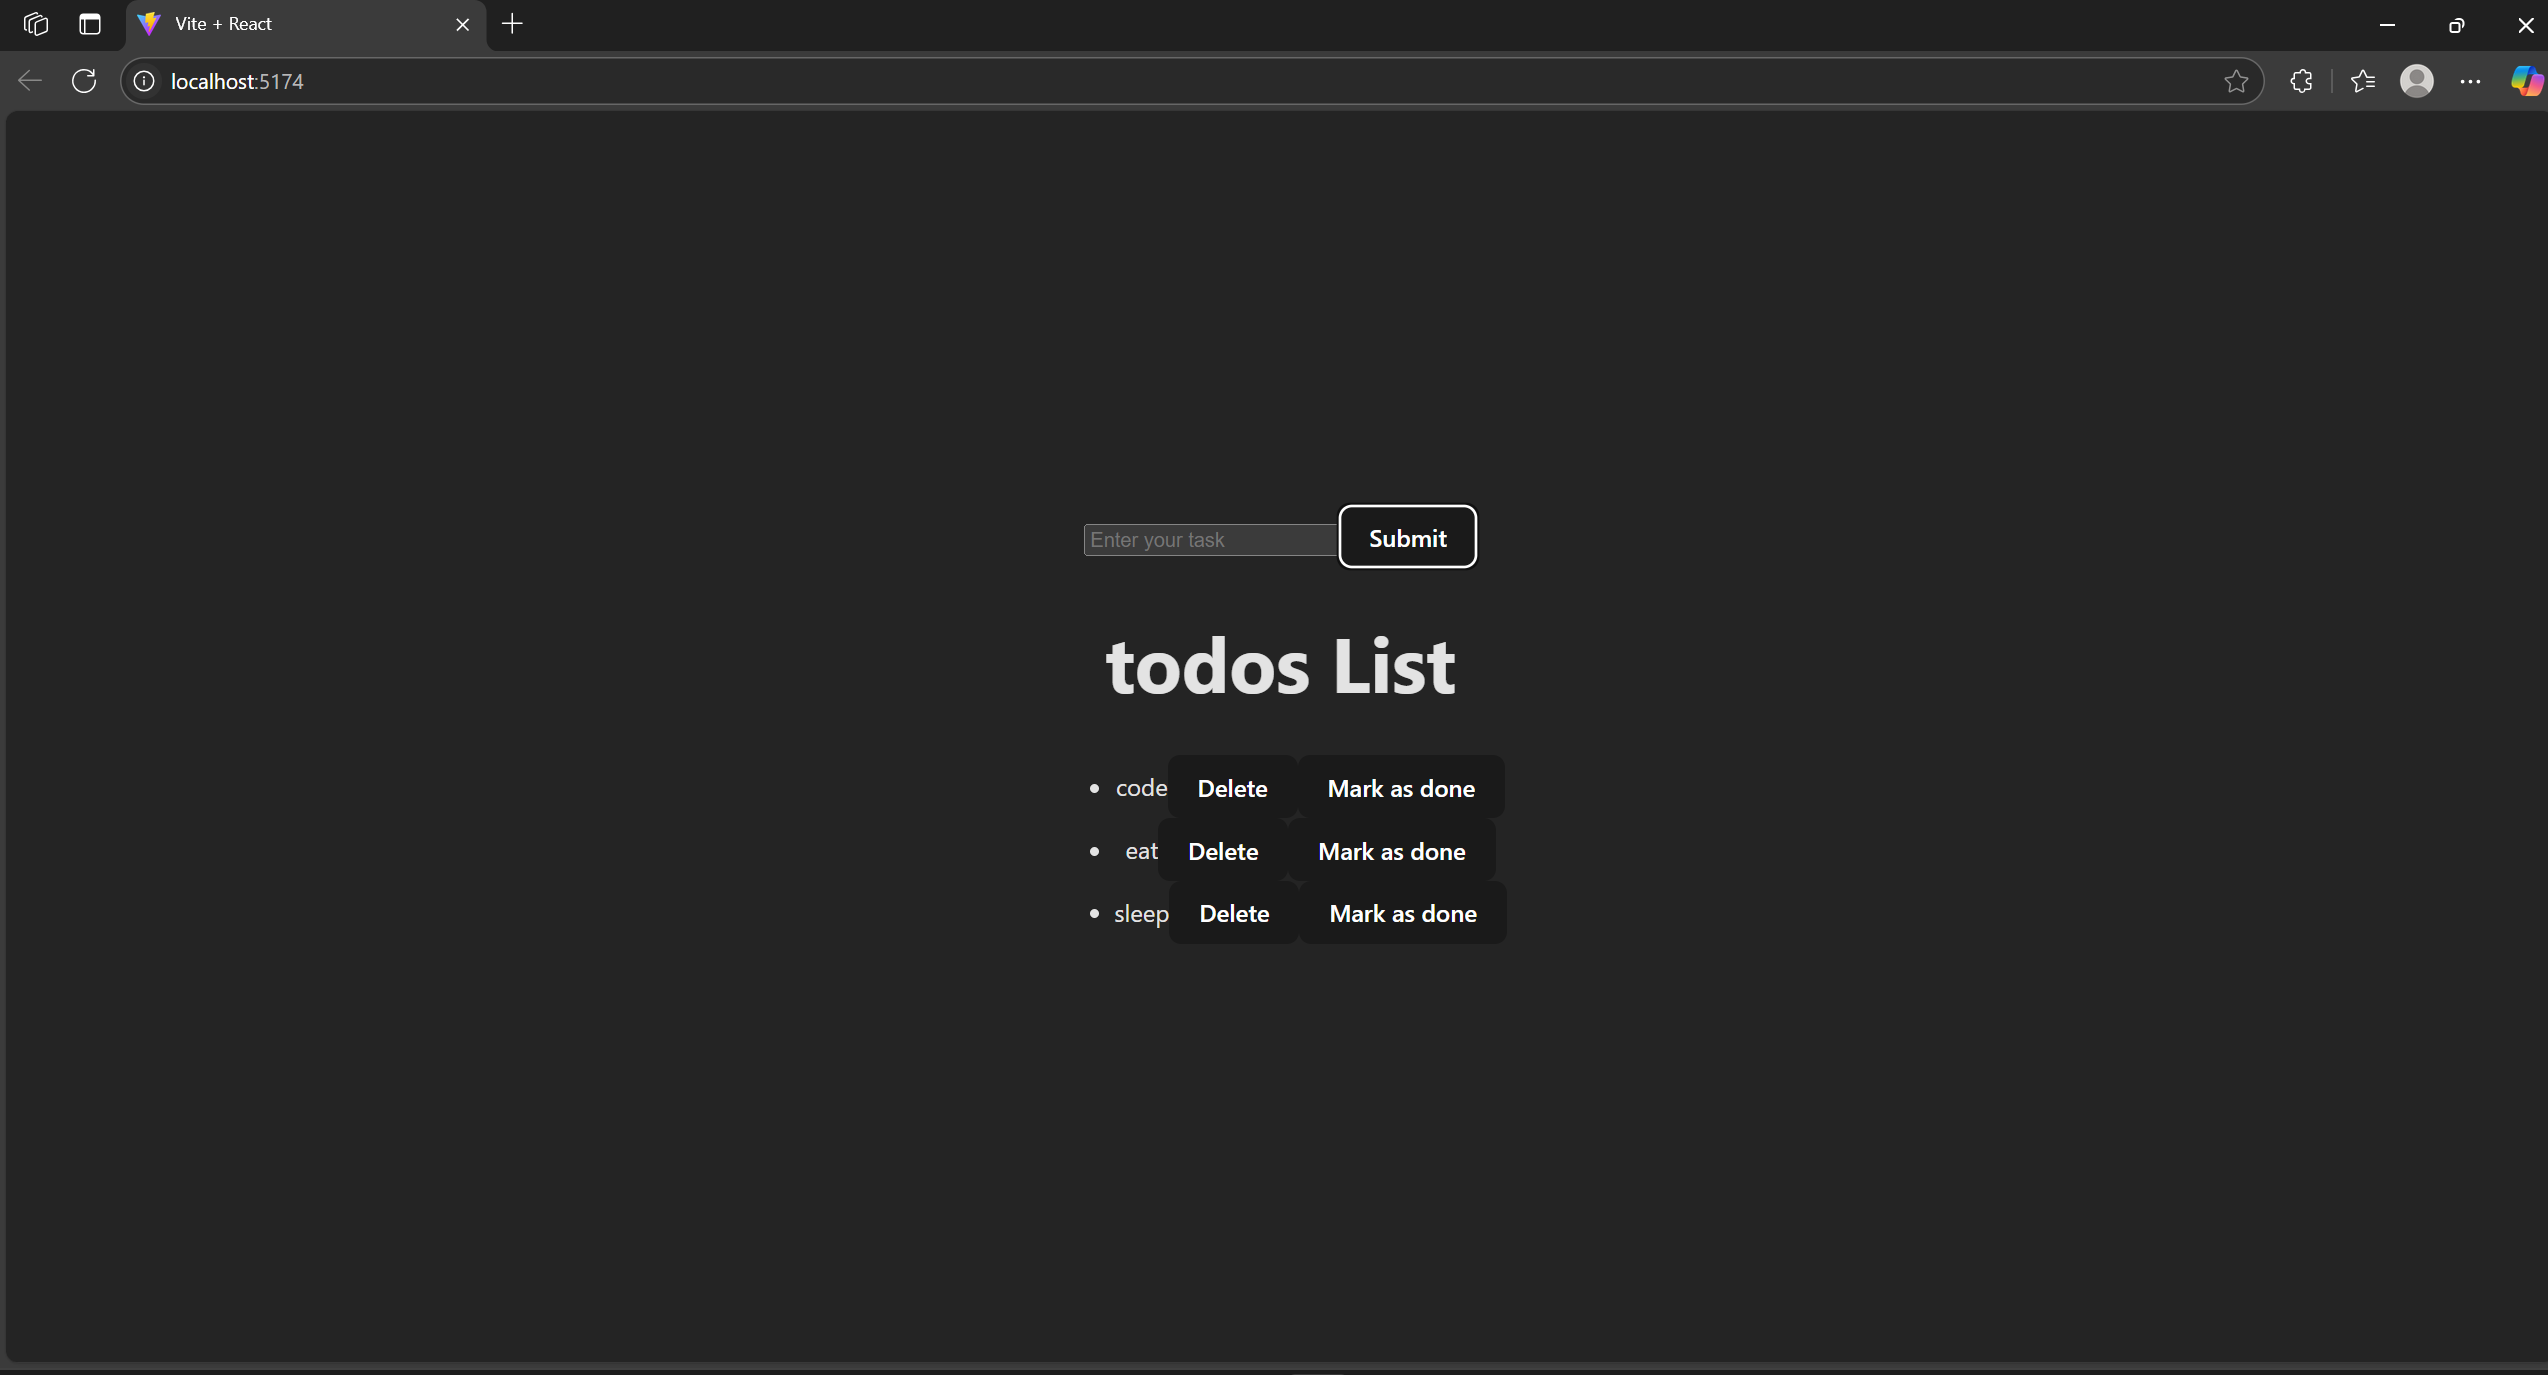 Vite + React
localhost:5174
Enter your task Submit
todos List
code Delete Mark as done
eat Delete Mark as done
sleep Delete Mark as done